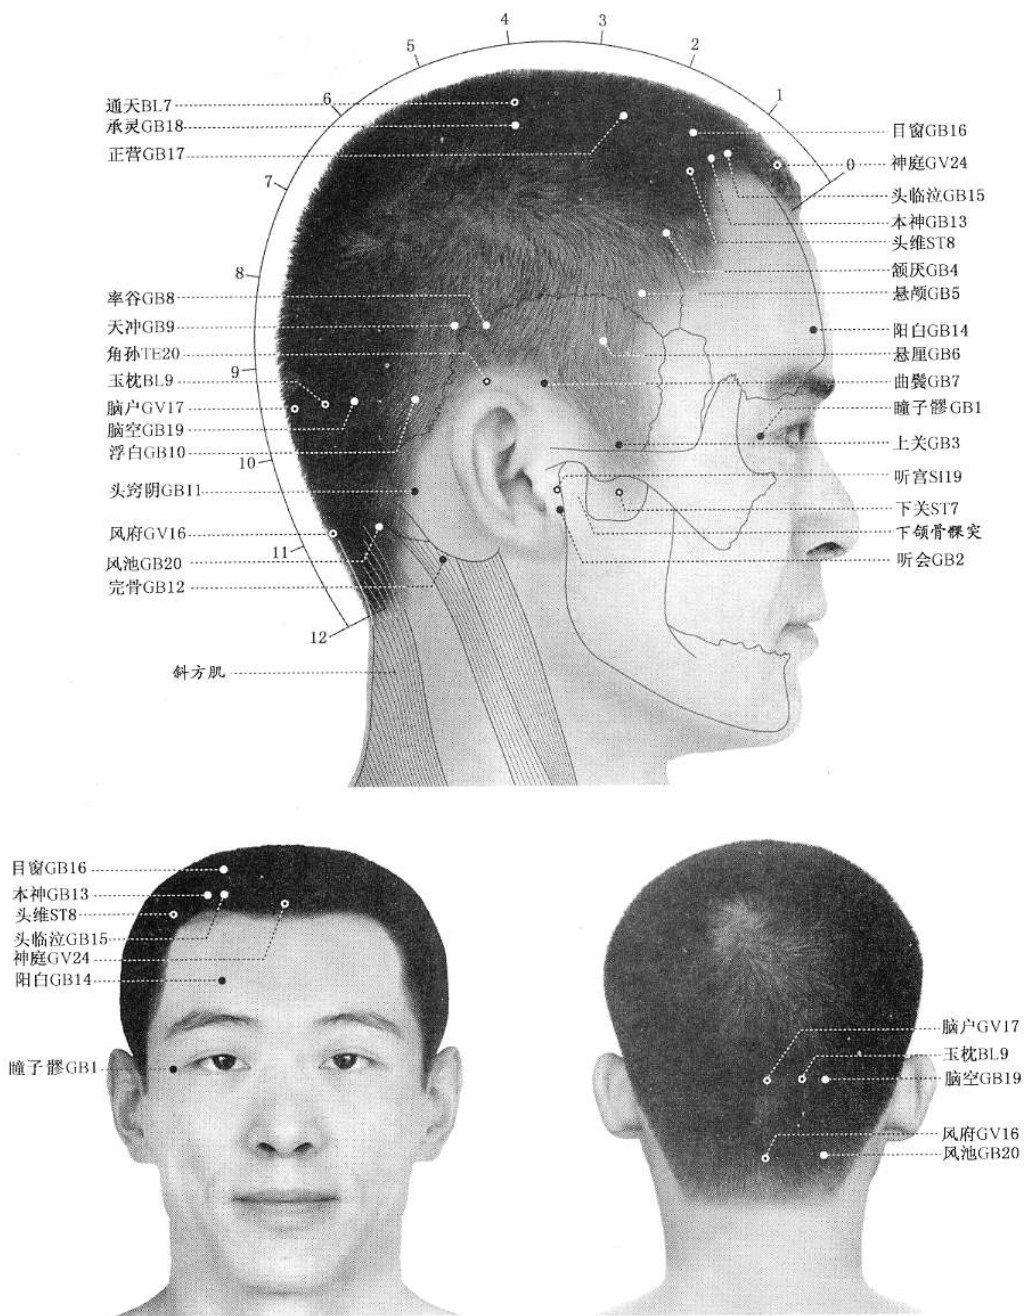 4
3
5
2
6
1
通天BL7
承灵GB18
正营GB17
目窗GB16
0
神庭GV24
头临泣GB15
7
本神GB13
头维ST8
8
颔厌GB4
率谷GB8
悬颅GB5
天冲GB9
阳白GB14
角孙TE20
悬厘GB6
9
玉枕BL9
曲鬓GB7
脑户GV17
瞳子髎GB1
脑空GB19
上关GB3
浮白GB10
10
听宫SI19
头窍阴GB11
下关ST7
风府GV16
下颌骨髁突
11
风池GB20
听会GB2
完骨GB12
12
斜方肌
目窗GB16
本神GB13
头维ST8
头临泣GB15
神庭GV24
阳白GB14
瞳子髎GB1
脑户GV17
玉枕BL9
脑空GB19
风府GV16
风池GB20